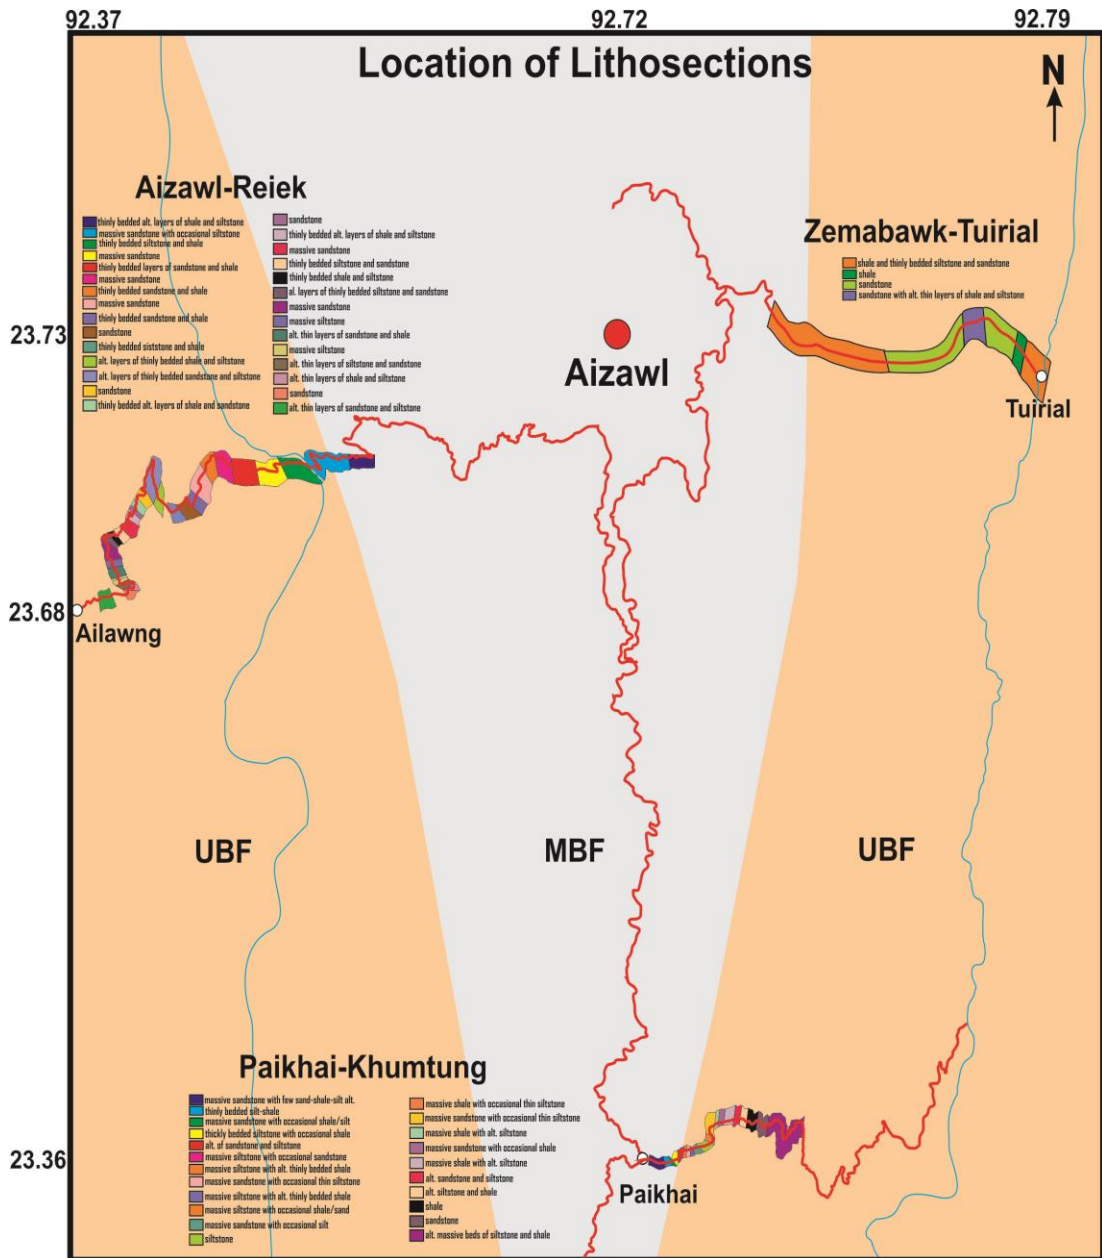 92.37
92.72
92.79
Location of Lithosections
N
Aizawl-Reiek
thinly bedded alt. layers of shale and siltstone
massive sandstone with occasional siltstone
thinly bedded siltstone and shale
massive sandstone
thinly bedded layers of sandstone and shale
massive sandstone
thinly bedded sandstone and shale
massive sandstone
thinly bedded sandstone and shale
sandstone
thinly bedded siststone and shale
alt. layers of thinly bedded shale and siltstone
alt. layers of thinly bedded sandstone and siltstone
sandstone
thinly bedded alt. layers of shale and sandstone
sandstone
thinly bedded alt. layers of shale and siltstone
massive sandstone
thinly bedded siltstone and sandstone
thinly bedded shale and siltstone
al. layers of thinly bedded siltstone and sandstone
massive sandstone
massive siltstone
alt. thin layers of sandstone and shale
massive siltstone
alt. thin layers of siltstone and sandstone
alt. thin layers of shale and siltstone
sandstone
alt. thin layers of sandstone and siltstone
Zemabawk-Tuirial
shale and thinly bedded siltstone and sandstone
shale
sandstone
sandstone with alt. thin layers of shale and siltstone
23.73
Aizawl
Tuirial
23.68
Ailawng
UBF
MBF
UBF
Paikhai-Khumtung
massive sandstone with few sand-shale-silt alt.
thinly bedded silt-shale
massive sandstone with occasional shale/silt
thickly bedded siltstone with occasional shale
alt. of sandstone and siltstone
massive siltstone with occasional sandstone
massive siltstone with alt. thinly bedded shale
massive sandstone with occasional thin siltstone
massive siltstone with alt. thinly bedded shale
massive siltstone with occasional shale/sand
massive sandstone with occasional silt
siltstone
massive shale with occasional thin siltstone
massive sandstone with occasional thin siltstone
massive shale with alt. siltstone
massive sandstone with occasional shale
massive shale with alt. siltstone
alt. sandstone and siltstone
alt. siltstone and shale
shale
sandstone
alt. massive beds of siltstone and shale
23.36
Paikhai